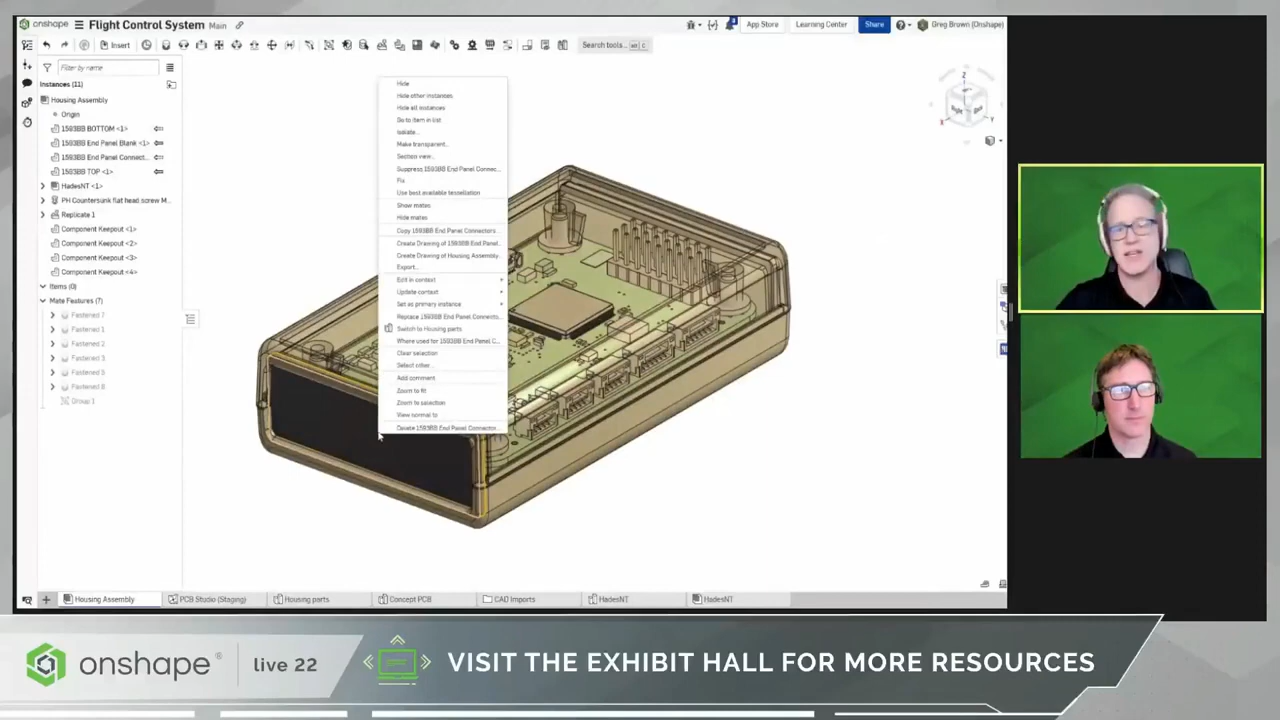 onshape
Flight Control System Main
App Store
Learning Center
Share
Greg Brown (Onshape)
Insert
Search tools...
Filter by name
Instances (11)
Housing Assembly
Origin
1593BB BOTTOM <1>
1593BB End Panel Blank <1>
1593BB End Panel Connect...
1593BB TOP <1>
HadesNT <1>
PH Countersunk flat head screw M...
Replicate 1
Component Keepout <1>
Component Keepout <2>
Component Keepout <3>
Component Keepout <4>
Items (0)
Mate Features (7)
Fastened 7
Fastened 1
Fastened 2
Fastened 3
Fastened 5
Fastened 8
Group 1
Hide
Hide other instances
Hide all instances
Go to item in list
Isolate...
Make transparent...
Section view...
Suppress 1593BB End Panel Connec...
Fix
Use best available tessellation
Show mates
Hide mates
Copy 1593BB End Panel Connectors...
Create Drawing of 1593BB End Panel...
Create Drawing of Housing Assembly...
Export...
Edit in context
Update context
Set as primary instance
Replace 1593BB End Panel Connecto...
Switch to Housing parts
Where used for 1593BB End Panel C...
Clear selection
Select other...
Add comment
Zoom to fit
Zoom to selection
View normal to
Delete 1593BB End Panel Connector...
Z
Housing Assembly
PCB Studio (Staging)
Housing parts
Concept PCB
CAD Imports
HadesNT
HadesNT
onshape® live 22
VISIT THE EXHIBIT HALL FOR MORE RESOURCES